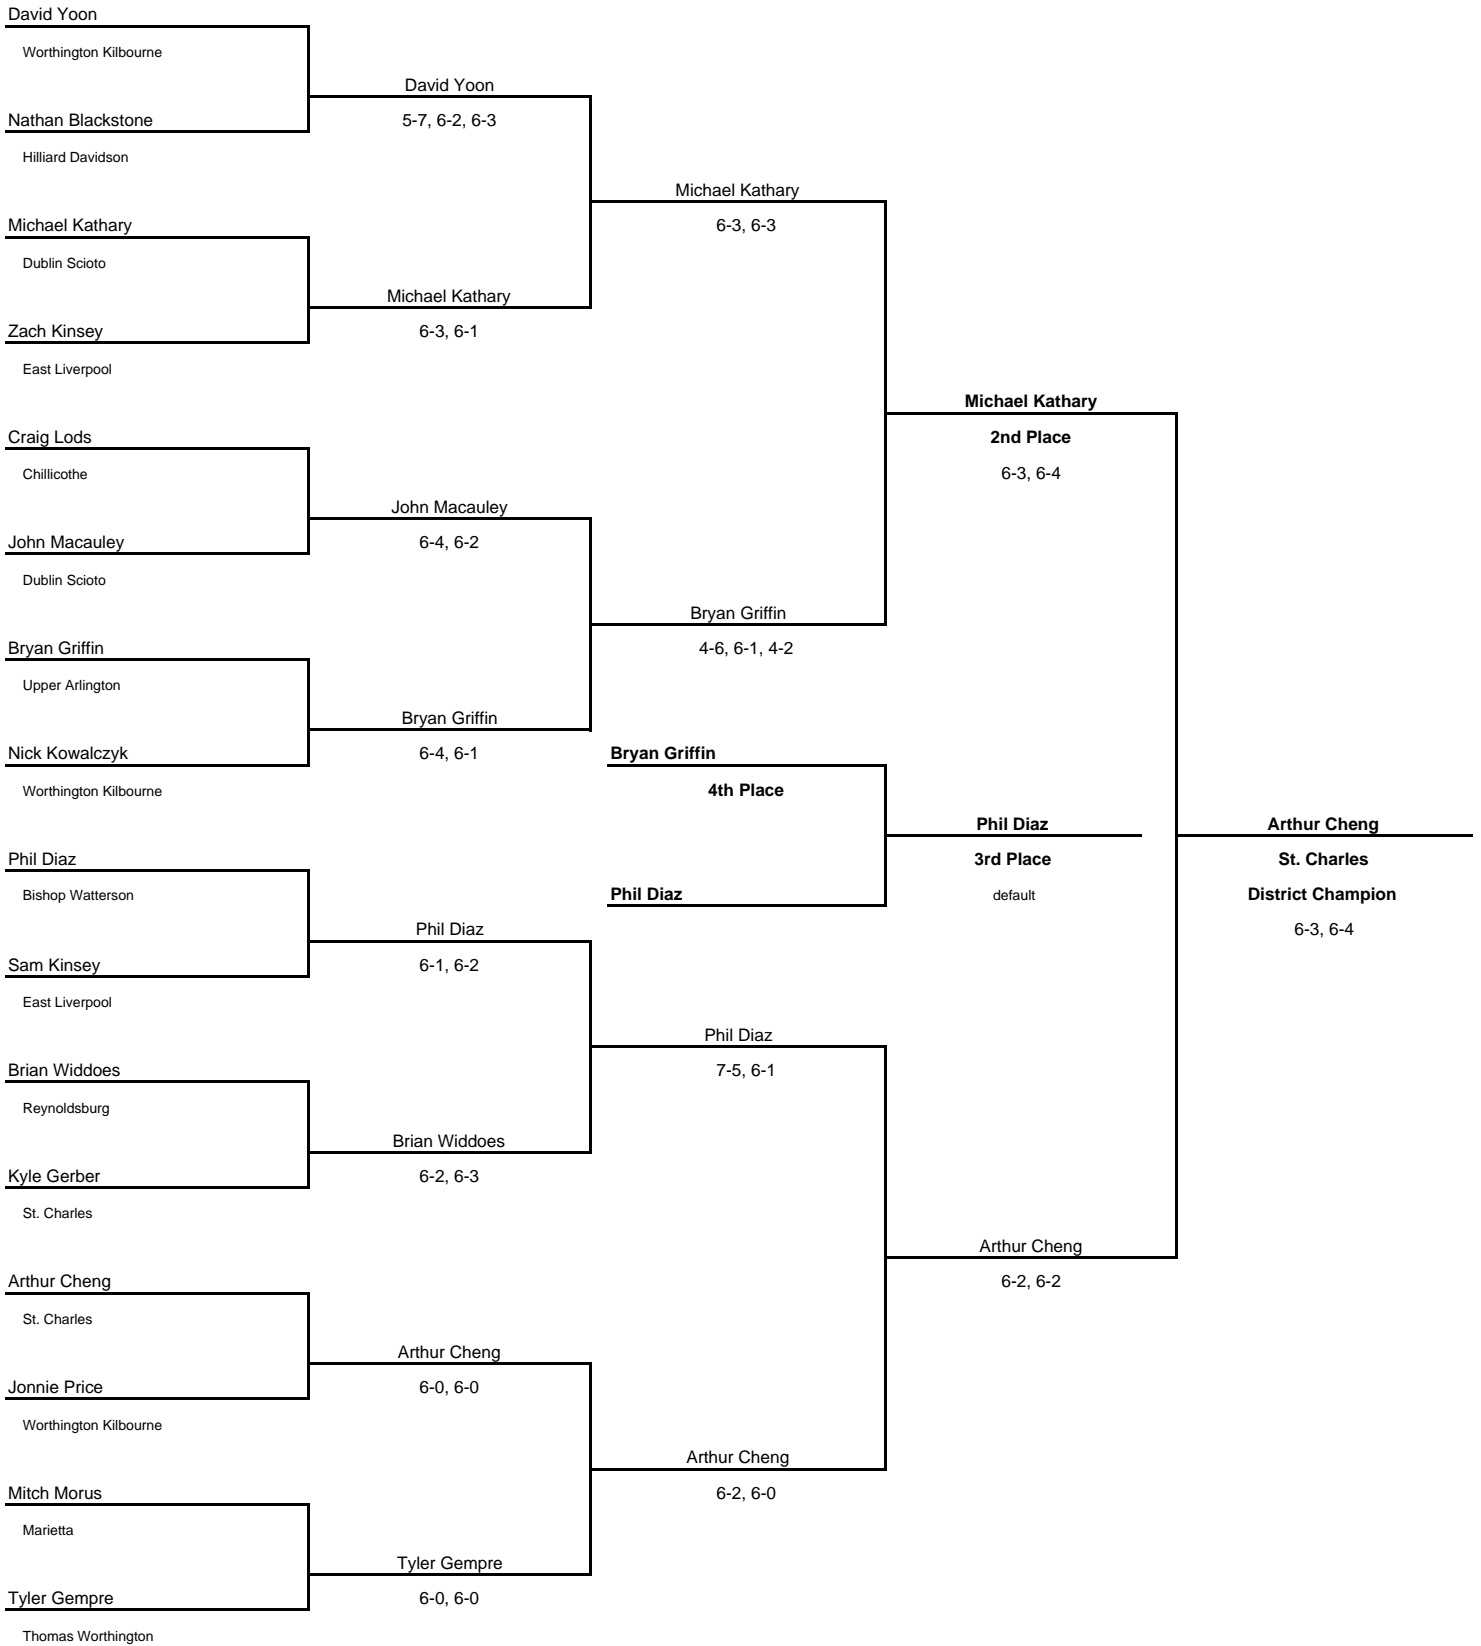 David Yoon
Worthington Kilbourne
David Yoon
Nathan Blackstone
5-7, 6-2, 6-3
Hilliard Davidson
Michael Kathary
Michael Kathary
6-3, 6-3
Dublin Scioto
Michael Kathary
Zach Kinsey
6-3, 6-1
East Liverpool
Michael Kathary
Craig Lods
2nd Place
Chillicothe
6-3, 6-4
John Macauley
John Macauley
6-4, 6-2
Dublin Scioto
Bryan Griffin
Bryan Griffin
4-6, 6-1, 4-2
Upper Arlington
Bryan Griffin
Nick Kowalczyk
6-4, 6-1
Bryan Griffin
Worthington Kilbourne
4th Place
Phil Diaz
Arthur Cheng
Phil Diaz
3rd Place
St. Charles
Bishop Watterson
Phil Diaz
default
District Champion
Phil Diaz
6-3, 6-4
Sam Kinsey
6-1, 6-2
East Liverpool
Phil Diaz
Brian Widdoes
7-5, 6-1
Reynoldsburg
Brian Widdoes
Kyle Gerber
6-2, 6-3
St. Charles
Arthur Cheng
Arthur Cheng
6-2, 6-2
St. Charles
Arthur Cheng
Jonnie Price
6-0, 6-0
Worthington Kilbourne
Arthur Cheng
Mitch Morus
6-2, 6-0
Marietta
Tyler Gempre
Tyler Gempre
6-0, 6-0
Thomas Worthington